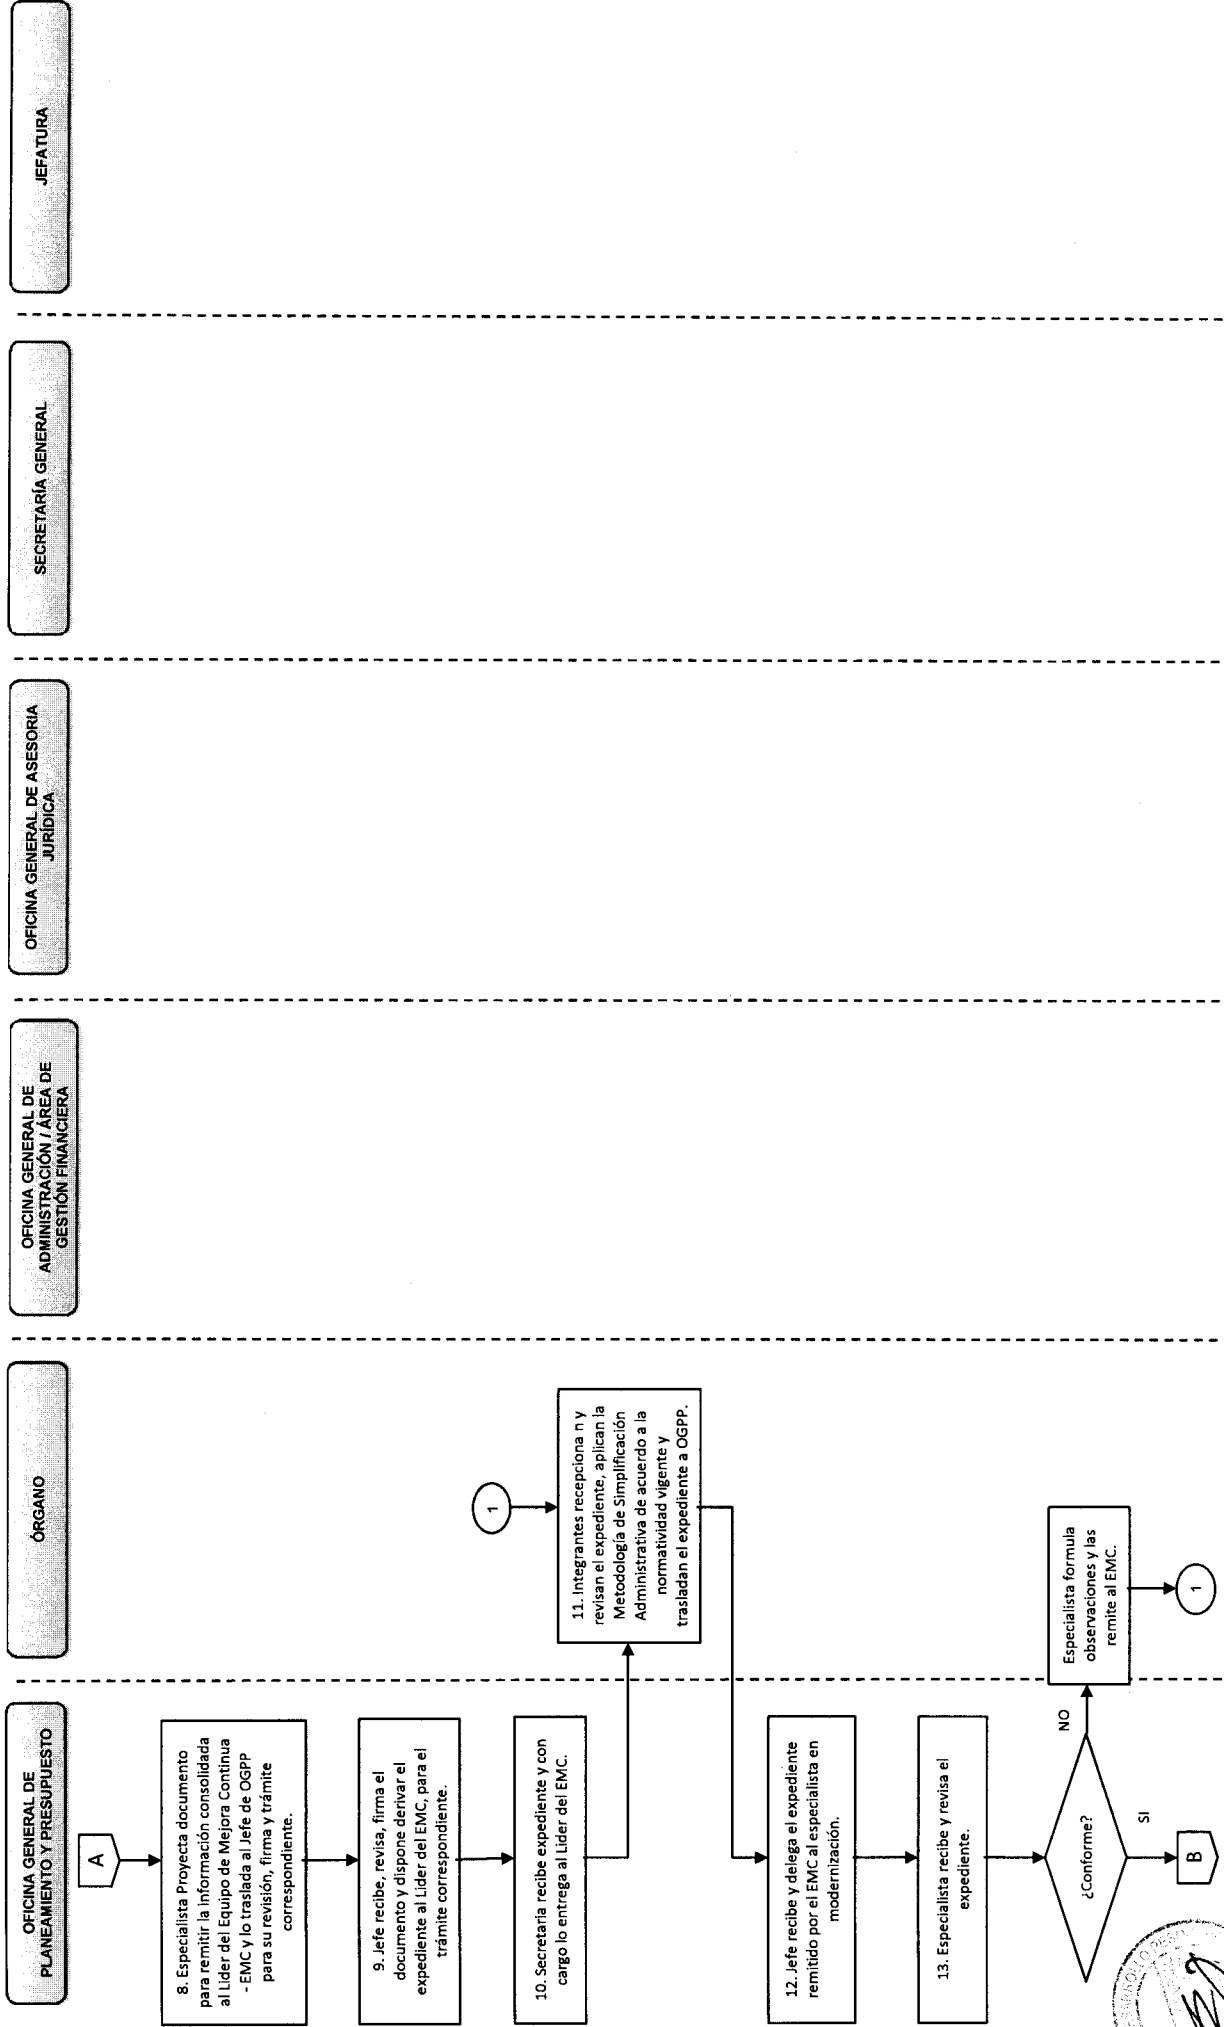 OFICINA GENERAL DE
PLANEAMIENTO Y PRESUPUESTO
ÓRGANO
OFICINA GENERAL DE
ADMINISTRACIÓN / ÁREA DE
GESTIÓN FINANCIERA
OFICINA GENERAL DE ASESORIA
JURÍDICA
SECRETARÍA GENERAL
JEFATURA
A
8. Especialista Proyecta documento
para remitir la información consolidada
al Lider del Equipo de Mejora Continua
- EMC y lo traslada al Jefe de OGPP
para su revisión, firma y trámite
correspondiente.
9. Jefe recibe, revisa, firma el
documento y dispone derivar el
expediente al Lider del EMC, para el
trámite correspondiente.
10. Secretaria recibe expediente y con
cargo lo entrega al Lider del EMC.
1
11. Integrantes recepciona n y
revisan el expediente, aplican la
Metodología de Simplificación
Administrativa de acuerdo a la
normatividad vigente y
trasladan el expediente a OGPP.
12. Jefe recibe y delega el expediente
remitido por el EMC al especialista en
modernización.
13. Especialista recibe y revisa el
expediente.
¿Conforme?
NO
Especialista formula
observaciones y las
remite al EMC.
1
SI
B